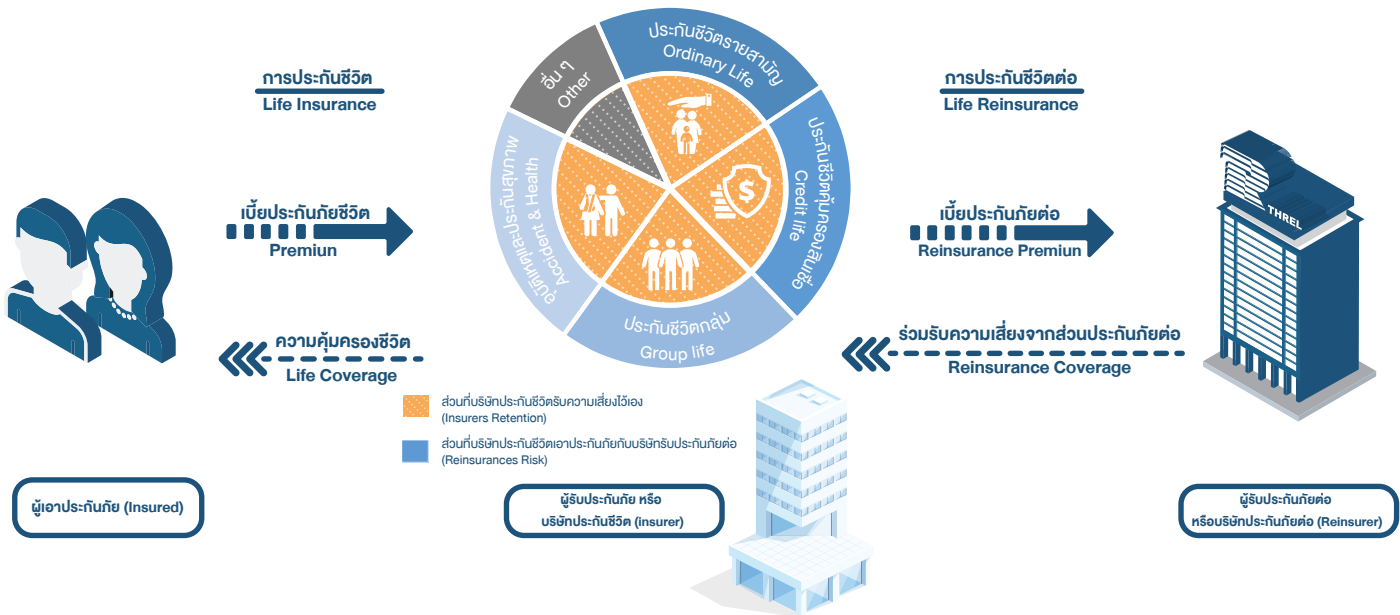 การประกันชีวิต
Life Insurance
เบี้ยประกันภัยชีวิต
Premiun
ความคุ้มครองชีวิต
Life Coverage
ผู้เอาประกันภัย (Insured)
ประกันชีวิตรายสามัญ
Ordinary Life
ประกันชีวิตคุ้มครองสินเชื่อ
Credit life
ประกันชีวิตกลุ่ม
Group life
อุบัติเหตุและประกันสุขภาพ
Accident & Health
อื่น ๆ
Other
$
ส่วนที่บริษัทประกันชีวิตรับความเสี่ยงไว้เอง
(Insurers Retention)
ส่วนที่บริษัทประกันชีวิตเอาประกันภัยกับบริษัทรับประกันภัยต่อ
(Reinsurances Risk)
ผู้รับประกันภัย หรือ
บริษัทประกันชีวิต (insurer)
การประกันชีวิตต่อ
Life Reinsurance
เบี้ยประกันภัยต่อ
Reinsurance Premiun
ร่วมรับความเสี่ยงจากส่วนประกันภัยต่อ
Reinsurance Coverage
THREL
ผู้รับประกันภัยต่อ
หรือบริษัทประกันภัยต่อ (Reinsurer)